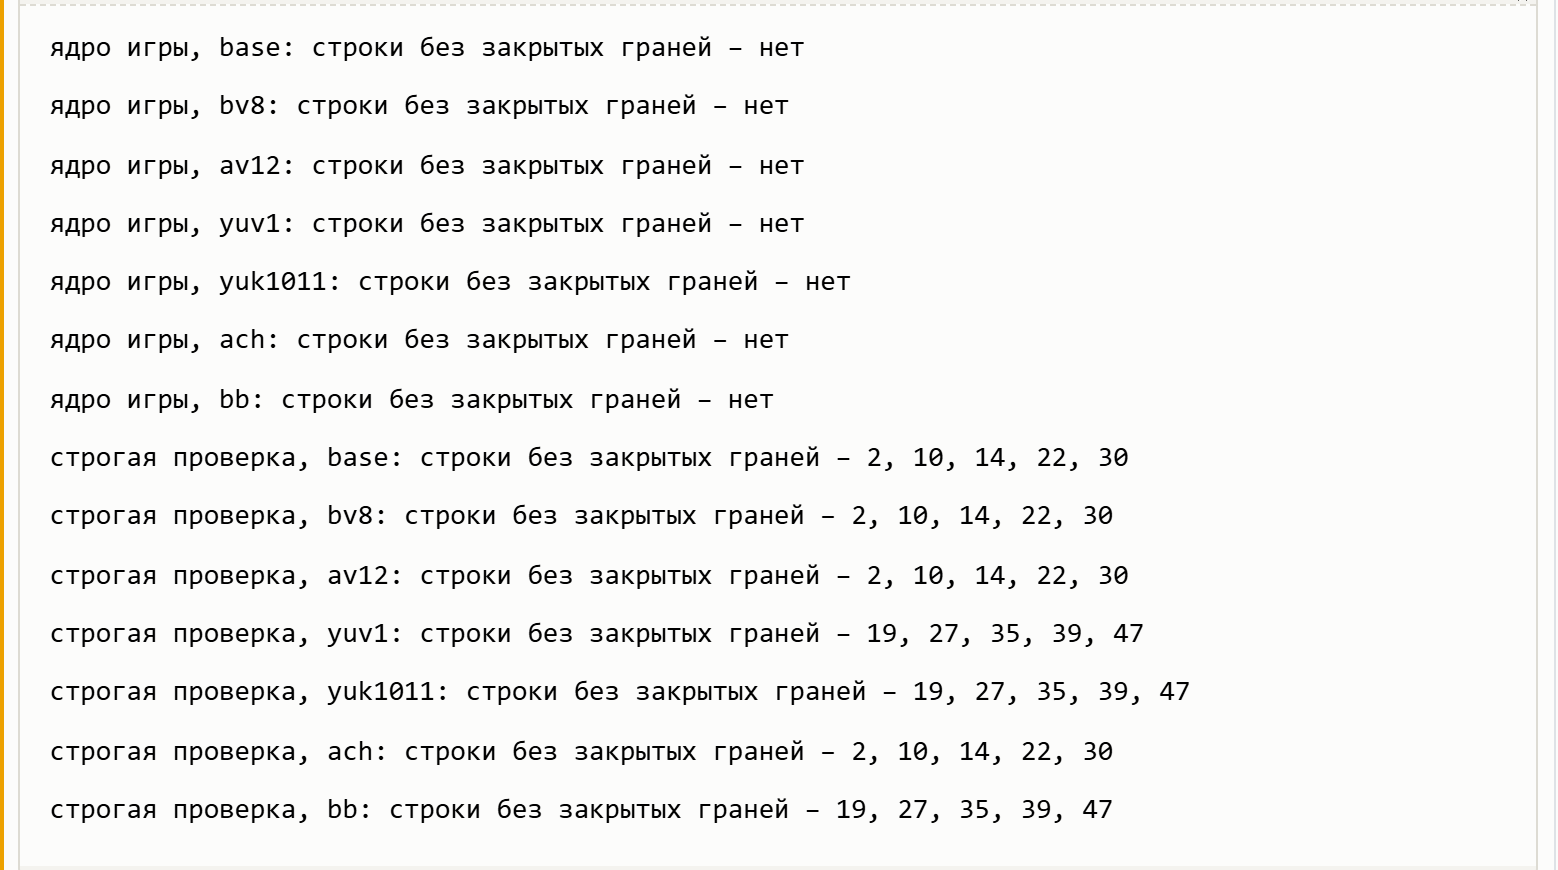 ядро игры, base: строки без закрытых граней – нет
ядро игры, bv8: строки без закрытых граней – нет
ядро игры, av12: строки без закрытых граней – нет
ядро игры, yuv1: строки без закрытых граней – нет
ядро игры, yuk1011: строки без закрытых граней – нет
ядро игры, ach: строки без закрытых граней – нет
ядро игры, bb: строки без закрытых граней – нет
строгая проверка, base: строки без закрытых граней – 2, 10, 14, 22, 30
строгая проверка, bv8: строки без закрытых граней – 2, 10, 14, 22, 30
строгая проверка, av12: строки без закрытых граней – 2, 10, 14, 22, 30
строгая проверка, yuv1: строки без закрытых граней – 19, 27, 35, 39, 47
строгая проверка, yuk1011: строки без закрытых граней – 19, 27, 35, 39, 47
строгая проверка, ach: строки без закрытых граней – 2, 10, 14, 22, 30
строгая проверка, bb: строки без закрытых граней – 19, 27, 35, 39, 47